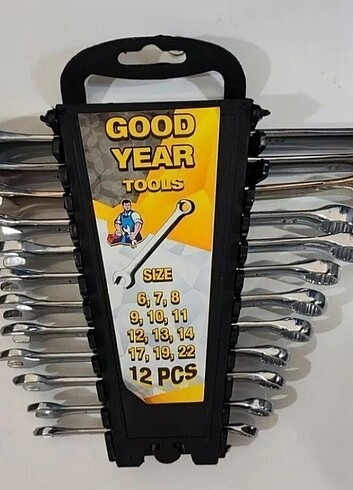 GOOD
YEAR
TOOLS
SIZE
6, 7, 8
9, 10, 11
12, 13, 14
17, 19, 22
12 PCS